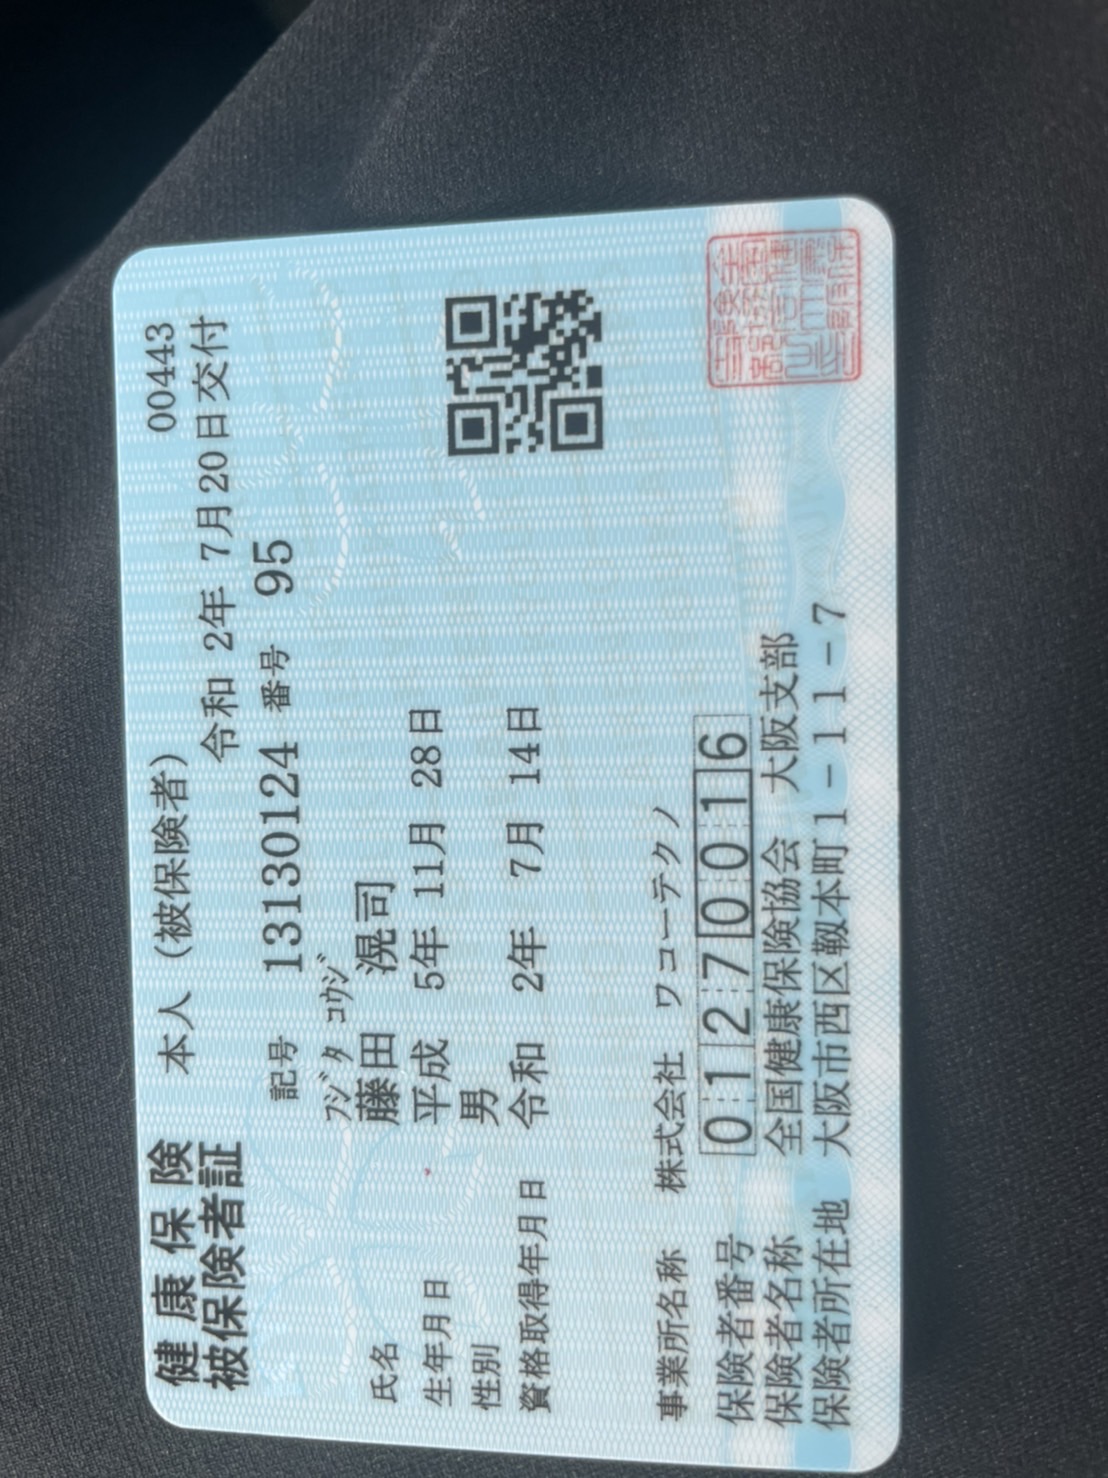 健康保険 本人（被保険者） 00443
被保険者証 令和 2年 7月20日交付
記号 13130124 番号 95
フジタ コウジ
氏名 藤田 滉司
生年月日 平成 5年 11月 28日
性別 男
資格取得年月日 令和 2年 7月 14日
事業所名称 株式会社 ワコーテクノ
保険者番号 01270016
保険者名称 全国健康保険協会 大阪支部
保険者所在地 大阪市西区靱本町1-11-7